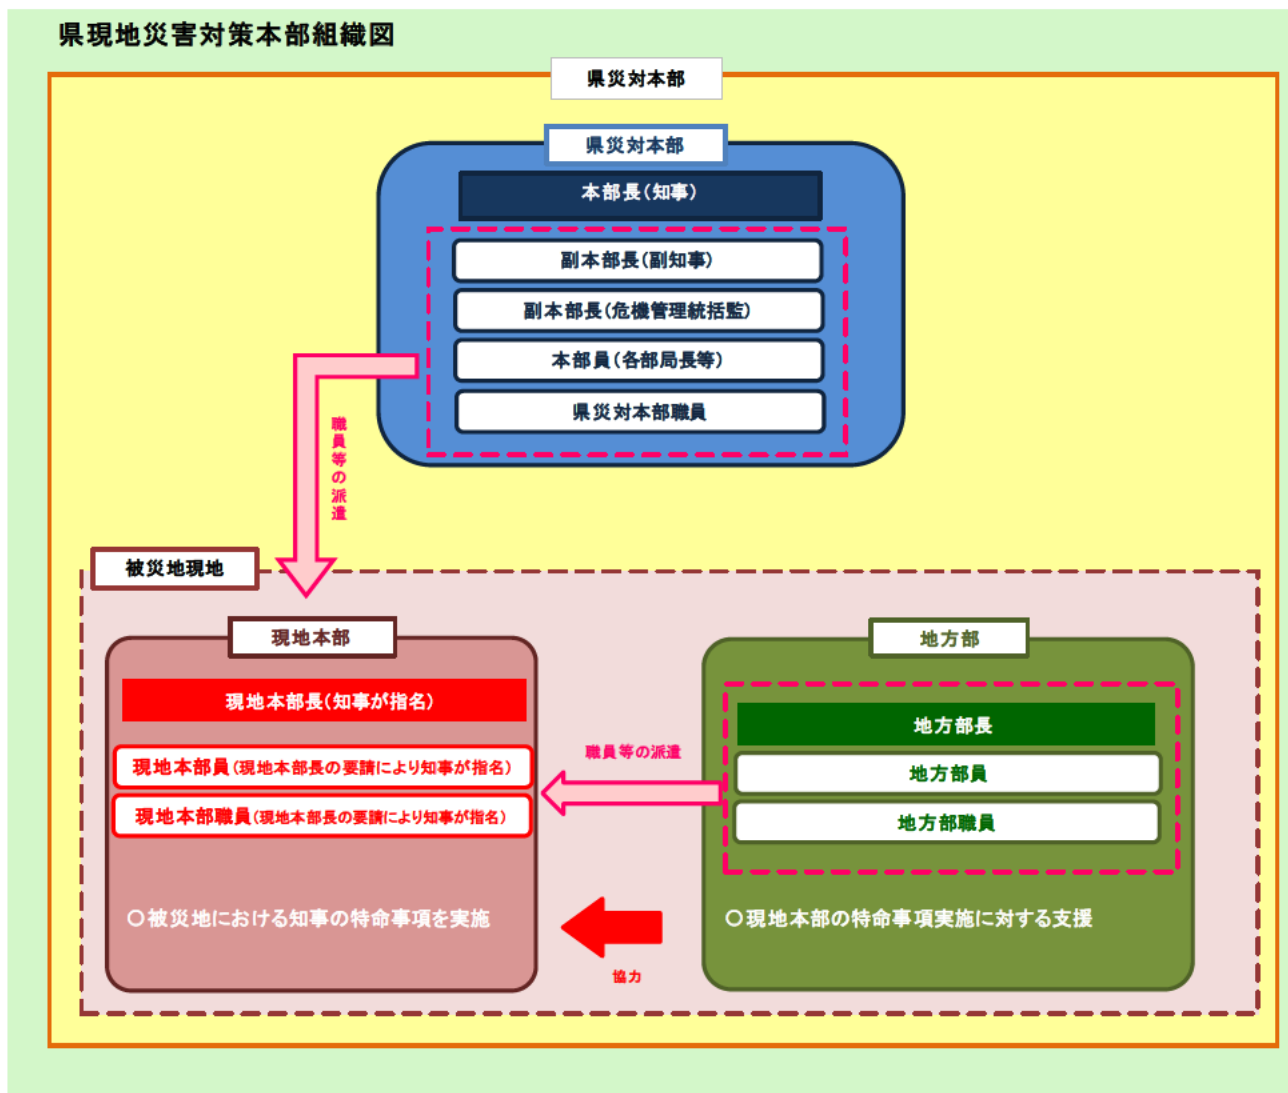 県現地災害対策本部組織図
県災対本部
県災対本部
本部長(知事)
副本部長(副知事)
副本部長(危機管理統括監)
本部員(各部局長等)
県災対本部職員
職員等の派遣
被災地現地
現地本部
現地本部長(知事が指名)
現地本部員(現地本部長の要請により知事が指名)
現地本部職員(現地本部長の要請により知事が指名)
○被災地における知事の特命事項を実施
職員等の派遣
協力
地方部
地方部長
地方部員
地方部職員
○現地本部の特命事項実施に対する支援